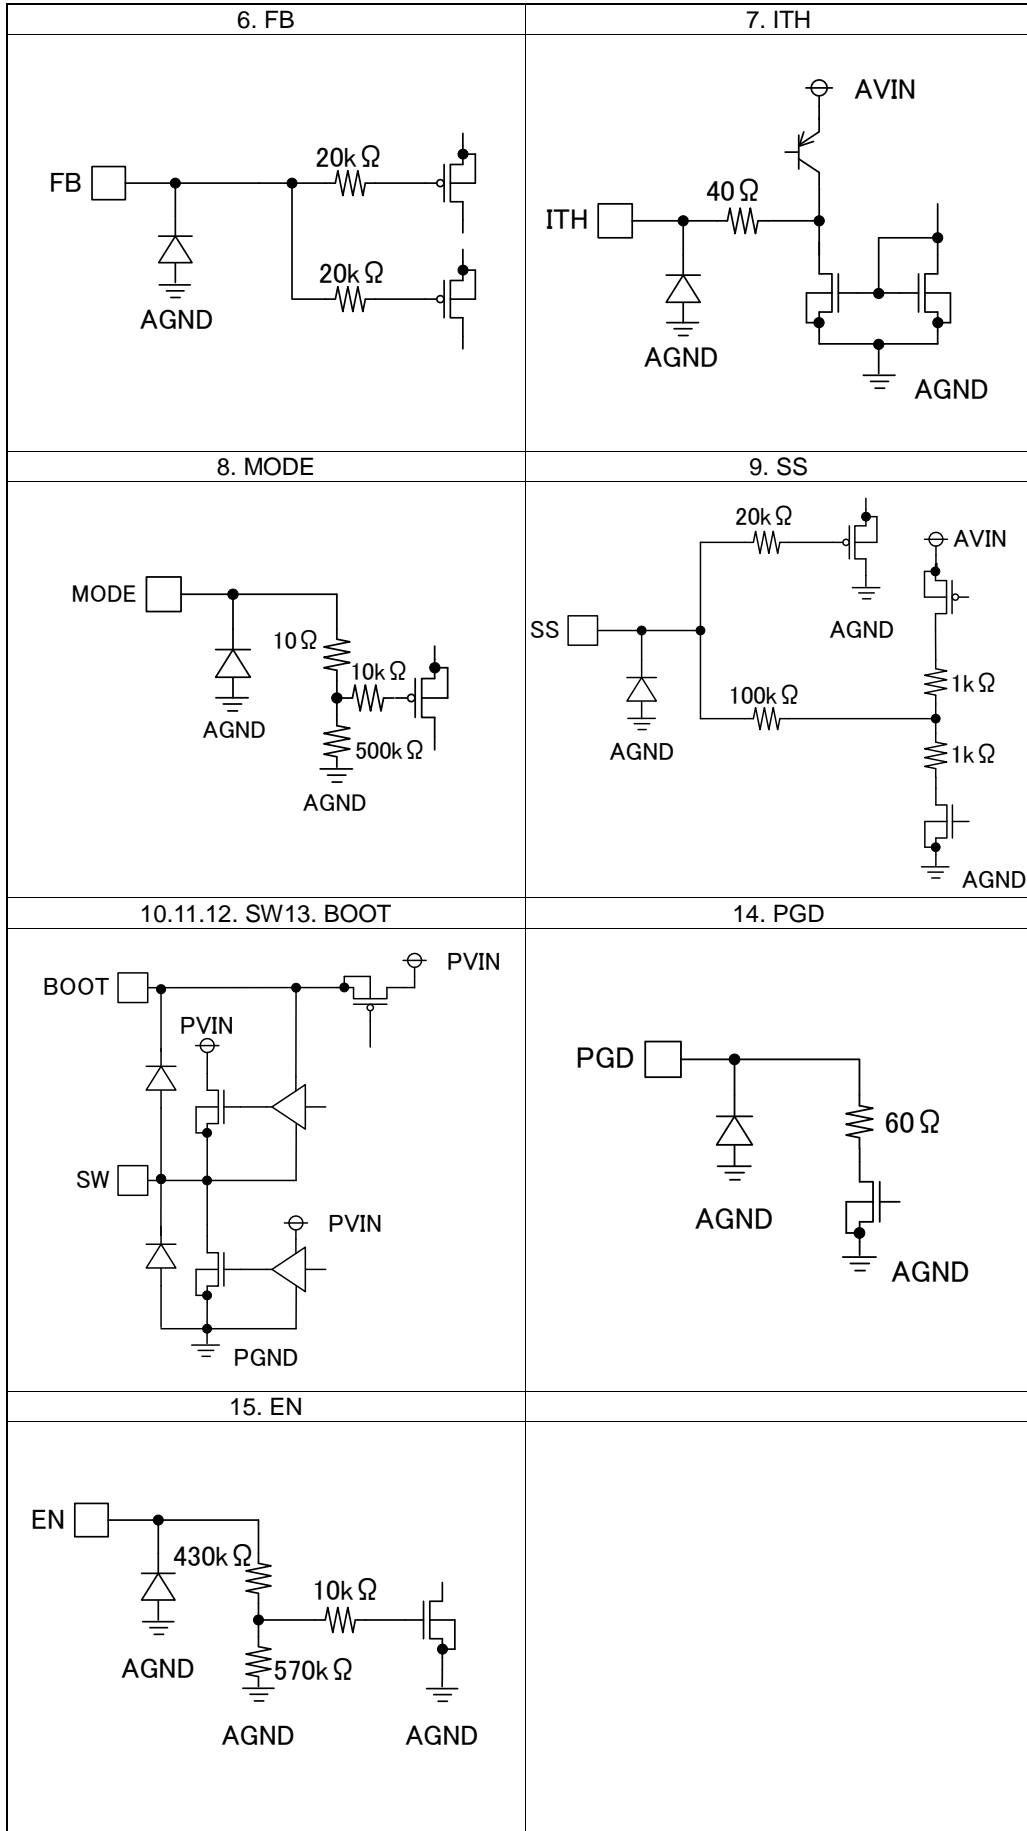 6. FB
FB
20kΩ
20kΩ
AGND
7. ITH
AVIN
ITH
40Ω
AGND
AGND
8. MODE
MODE
10Ω
10kΩ
500kΩ
AGND
AGND
9. SS
20kΩ
AVIN
SS
AGND
1kΩ
100kΩ
AGND
1kΩ
AGND
10.11.12. SW13. BOOT
BOOT
PVIN
PVIN
SW
PVIN
PGND
14. PGD
PGD
60Ω
AGND
AGND
15. EN
EN
430kΩ
10kΩ
AGND
570kΩ
AGND
AGND